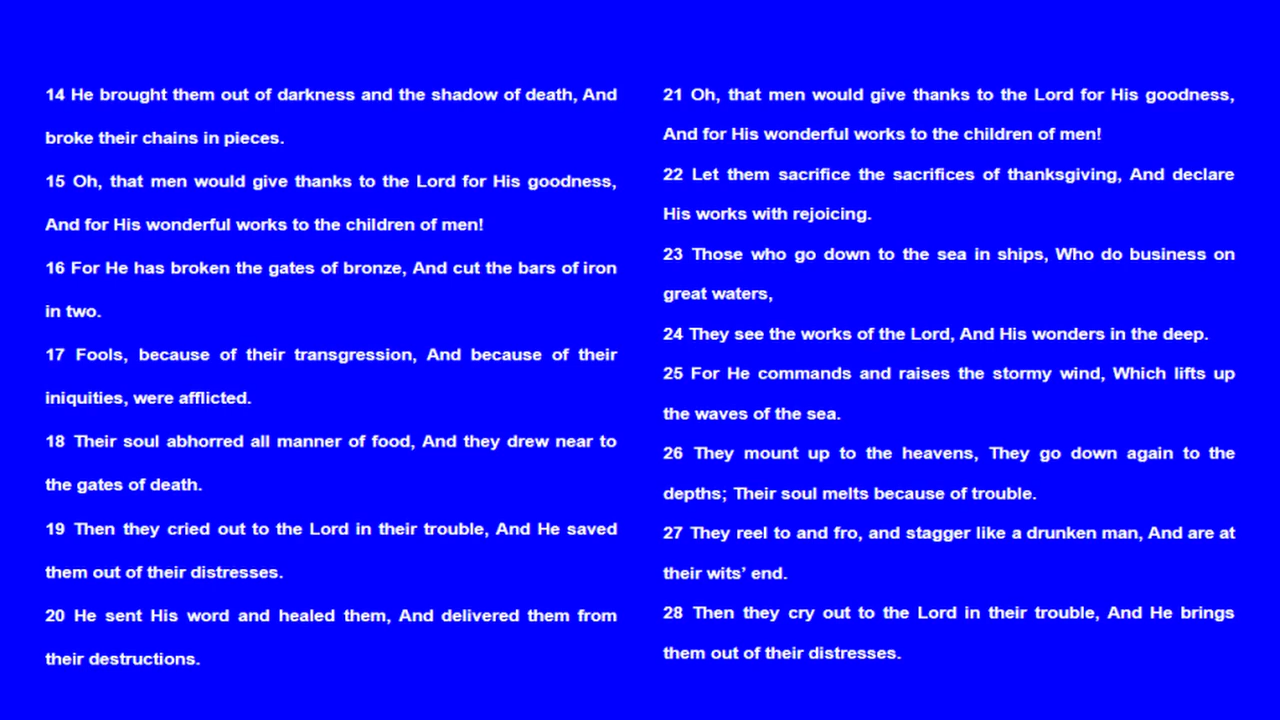 14 He brought them out of darkness and the shadow of death, And
broke their chains in pieces.
15 Oh, that men would give thanks to the Lord for His goodness,
And for His wonderful works to the children of men!
16 For He has broken the gates of bronze, And cut the bars of iron
in two.
17 Fools, because of their transgression, And because of their
iniquities, were afflicted.
18 Their soul abhorred all manner of food, And they drew near to
the gates of death.
19 Then they cried out to the Lord in their trouble, And He saved
them out of their distresses.
20 He sent His word and healed them, And delivered them from
their destructions.
21 Oh, that men would give thanks to the Lord for His goodness,
And for His wonderful works to the children of men!
22 Let them sacrifice the sacrifices of thanksgiving, And declare
His works with rejoicing.
23 Those who go down to the sea in ships, Who do business on
great waters,
24 They see the works of the Lord, And His wonders in the deep.
25 For He commands and raises the stormy wind, Which lifts up
the waves of the sea.
26 They mount up to the heavens, They go down again to the
depths; Their soul melts because of trouble.
27 They reel to and fro, and stagger like a drunken man, And are at
their wits’ end.
28 Then they cry out to the Lord in their trouble, And He brings
them out of their distresses.